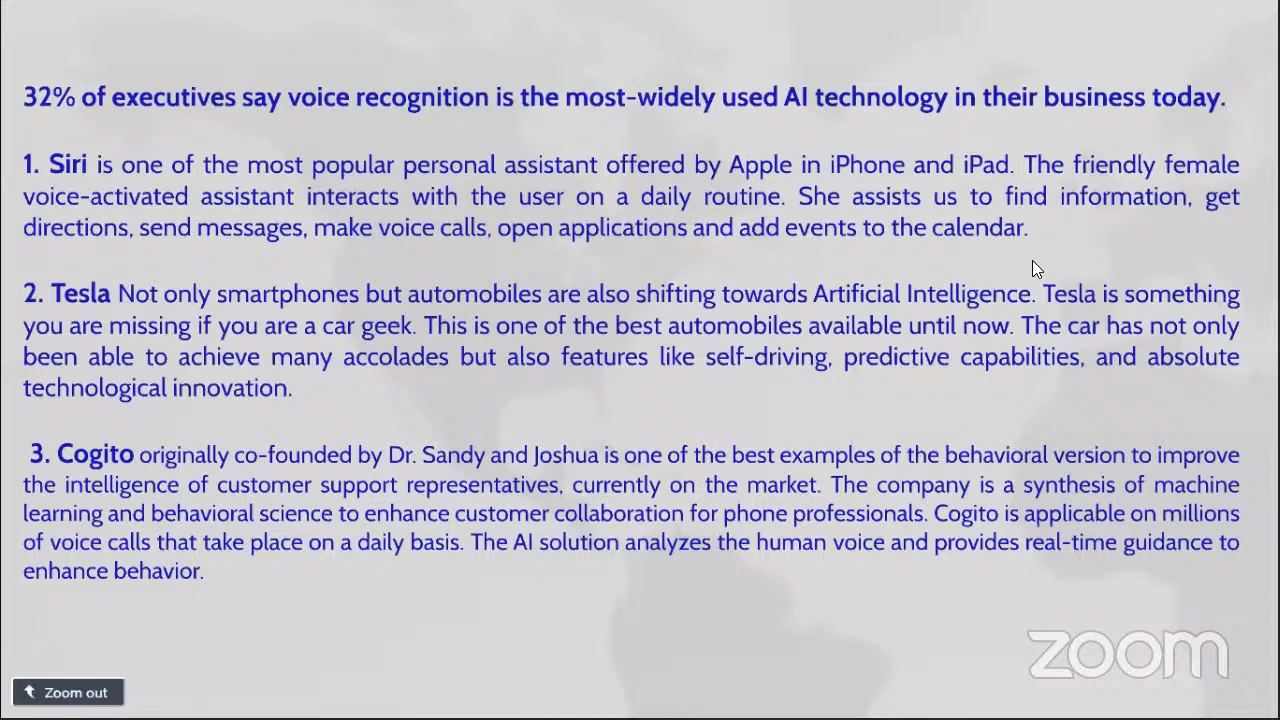 32% of executives say voice recognition is the most-widely used AI technology in their business today.
1. Siri is one of the most popular personal assistant offered by Apple in iPhone and iPad. The friendly female
voice-activated assistant interacts with the user on a daily routine. She assists us to find information, get
directions, send messages, make voice calls, open applications and add events to the calendar.
2. Tesla Not only smartphones but automobiles are also shifting towards Artificial Intelligence. Tesla is something
you are missing if you are a car geek. This is one of the best automobiles available until now. The car has not only
been able to achieve many accolades but also features like self-driving, predictive capabilities, and absolute
technological innovation.
3. Cogito originally co-founded by Dr. Sandy and Joshua is one of the best examples of the behavioral version to improve
the intelligence of customer support representatives, currently on the market. The company is a synthesis of machine
learning and behavioral science to enhance customer collaboration for phone professionals. Cogito is applicable on millions
of voice calls that take place on a daily basis. The AI solution analyzes the human voice and provides real-time guidance to
enhance behavior.
zoom
Zoom out